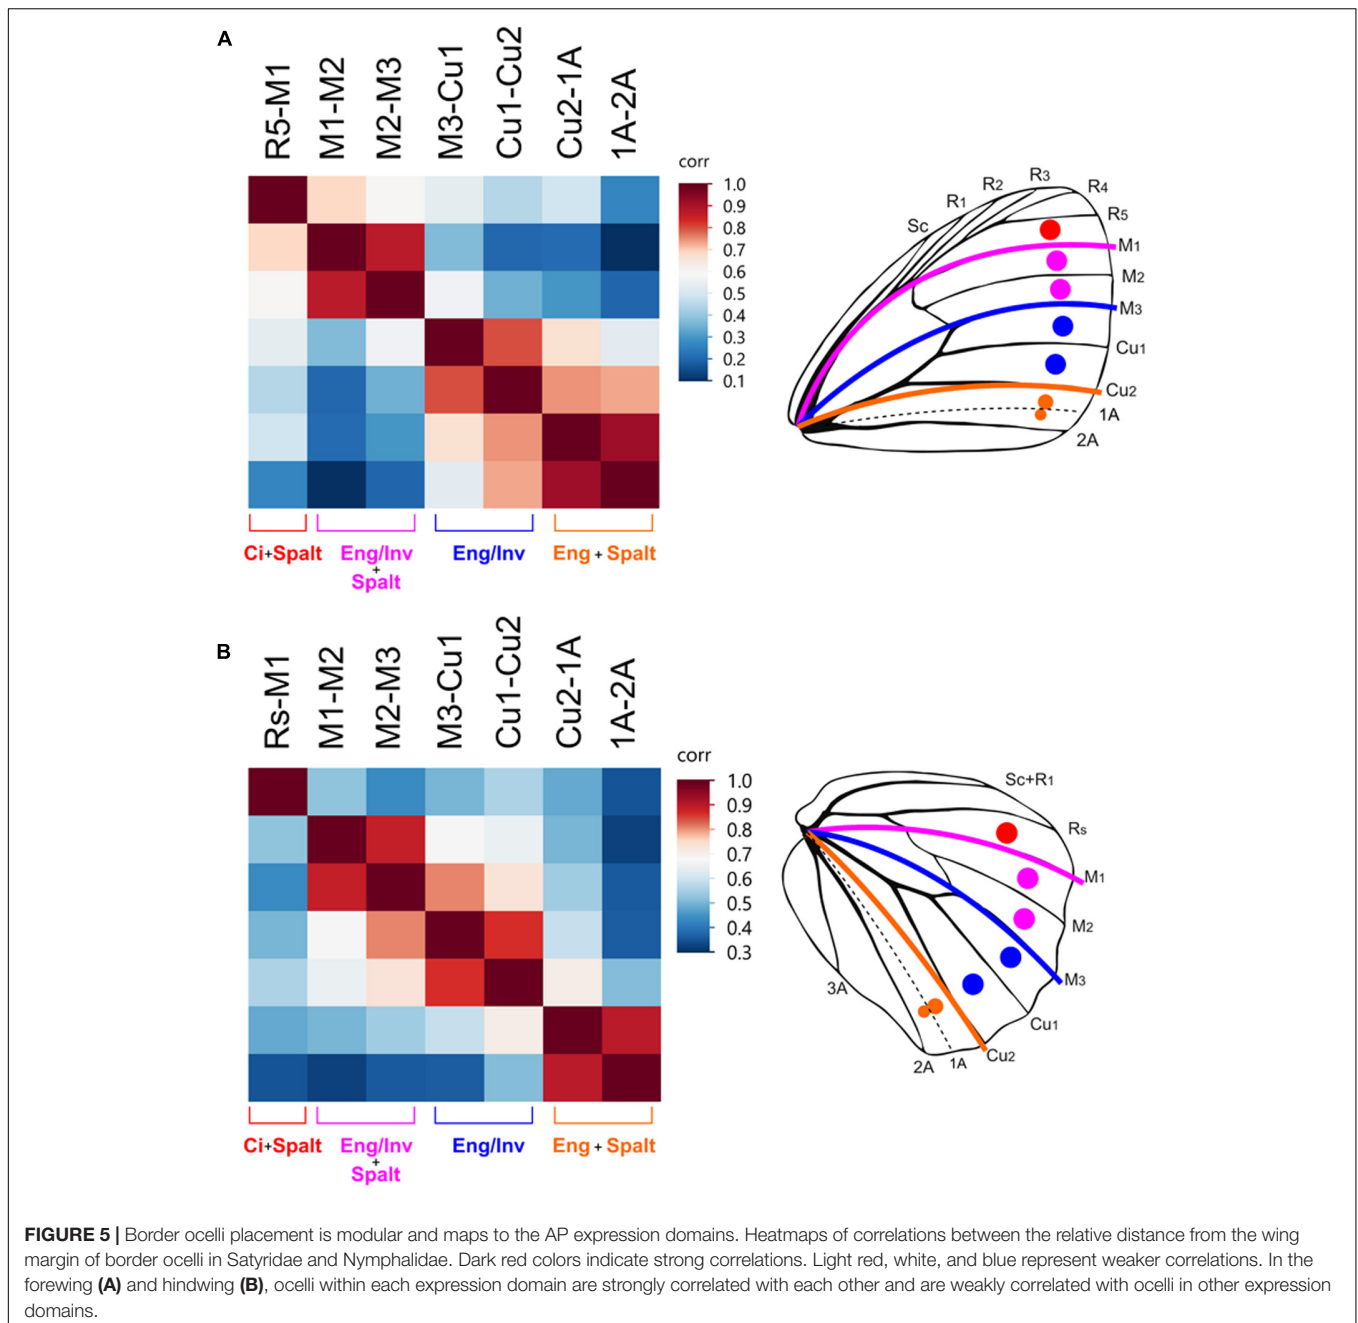 A
R5-M1
M1-M2
M2-M3
M3-Cu1
Cu1-Cu2
Cu2-1A
1A-2A
corr
1.0
0.9
0.8
0.7
0.6
0.5
0.4
0.3
0.2
0.1
Sc
R1
R2
R3
R4
R5
M1
M2
M3
Cu1
Cu2
1A
2A
Ci+Spalt
Eng/Inv
+
Spalt
Eng/Inv
Eng + Spalt
B
Rs-M1
M1-M2
M2-M3
M3-Cu1
Cu1-Cu2
Cu2-1A
1A-2A
corr
1.0
0.9
0.8
0.7
0.6
0.5
0.4
0.3
Sc+R1
Rs
M1
M2
M3
Cu1
Cu2
1A
2A
3A
Ci+Spalt
Eng/Inv
+
Spalt
Eng/Inv
Eng + Spalt
FIGURE 5 | Border ocelli placement is modular and maps to the AP expression domains. Heatmaps of correlations between the relative distance from the wing
margin of border ocelli in Satyridae and Nymphalidae. Dark red colors indicate strong correlations. Light red, white, and blue represent weaker correlations. In the
forewing (A) and hindwing (B), ocelli within each expression domain are strongly correlated with each other and are weakly correlated with ocelli in other expression
domains.